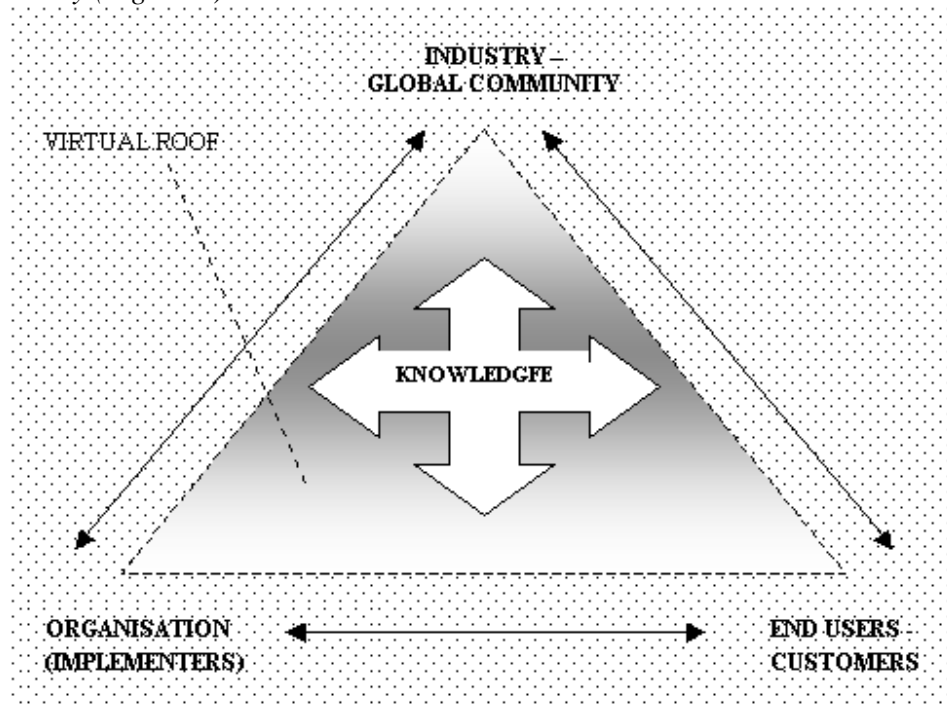 INDUSTRY –
GLOBAL COMMUNITY
VIRTUAL ROOF
KNOWLEDGFE
ORGANISATION
(IMPLEMENTERS)
END USERS -
CUSTOMERS